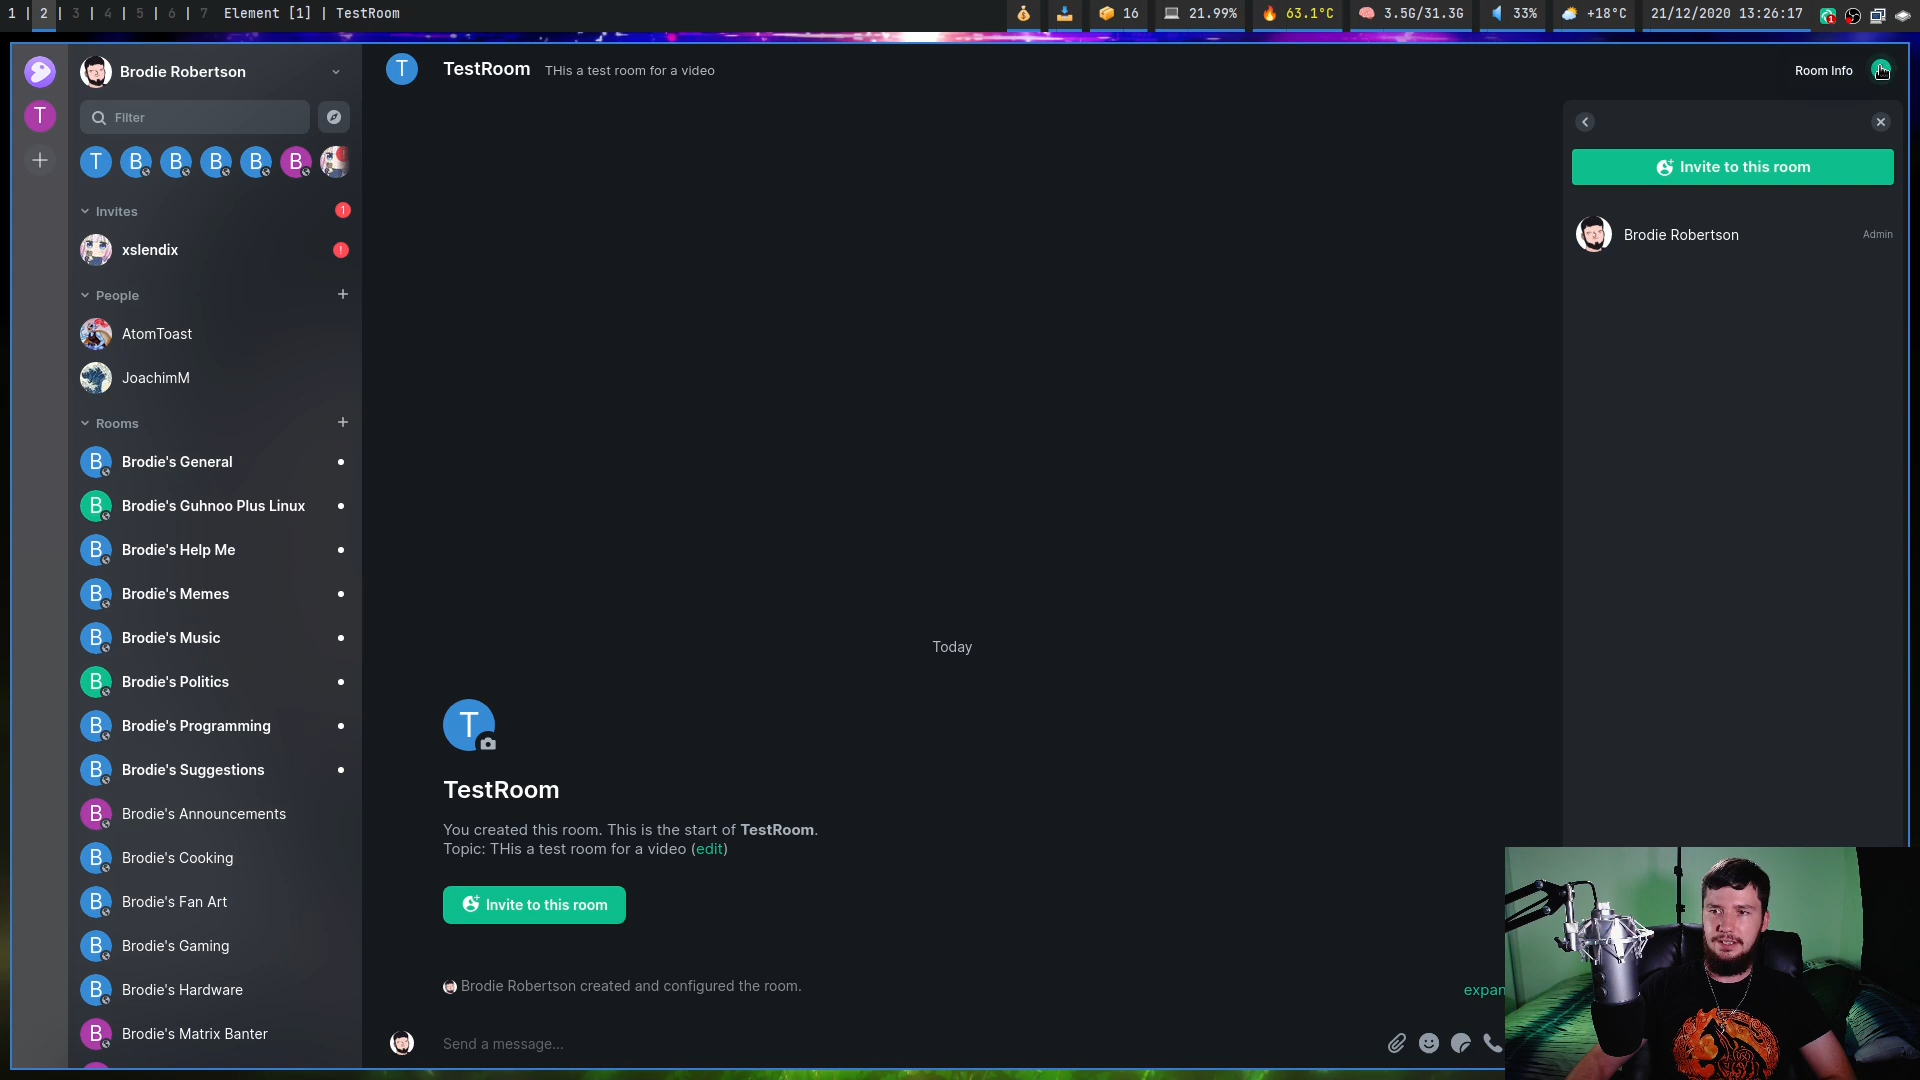 1 | 2 | 3 | 4 | 5 | 6 | 7 Element [1] | TestRoom
16 21.99% 63.1°C 3.5G/31.3G 33% +18°C 21/12/2020 13:26:17
T
Brodie Robertson
Filter
T B B B B B
Invites 1
xslendix !
People +
AtomToast
JoachimM
Rooms +
B Brodie's General
B Brodie's Guhnoo Plus Linux
B Brodie's Help Me
B Brodie's Memes
B Brodie's Music
B Brodie's Politics
B Brodie's Programming
B Brodie's Suggestions
B Brodie's Announcements
B Brodie's Cooking
B Brodie's Fan Art
B Brodie's Gaming
B Brodie's Hardware
B Brodie's Matrix Banter
T TestRoom THis a test room for a video
Room Info
Today
T
TestRoom
You created this room. This is the start of TestRoom.
Topic: THis a test room for a video (edit)
Invite to this room
Brodie Robertson created and configured the room.
expan
Send a message...
Invite to this room
Brodie Robertson Admin